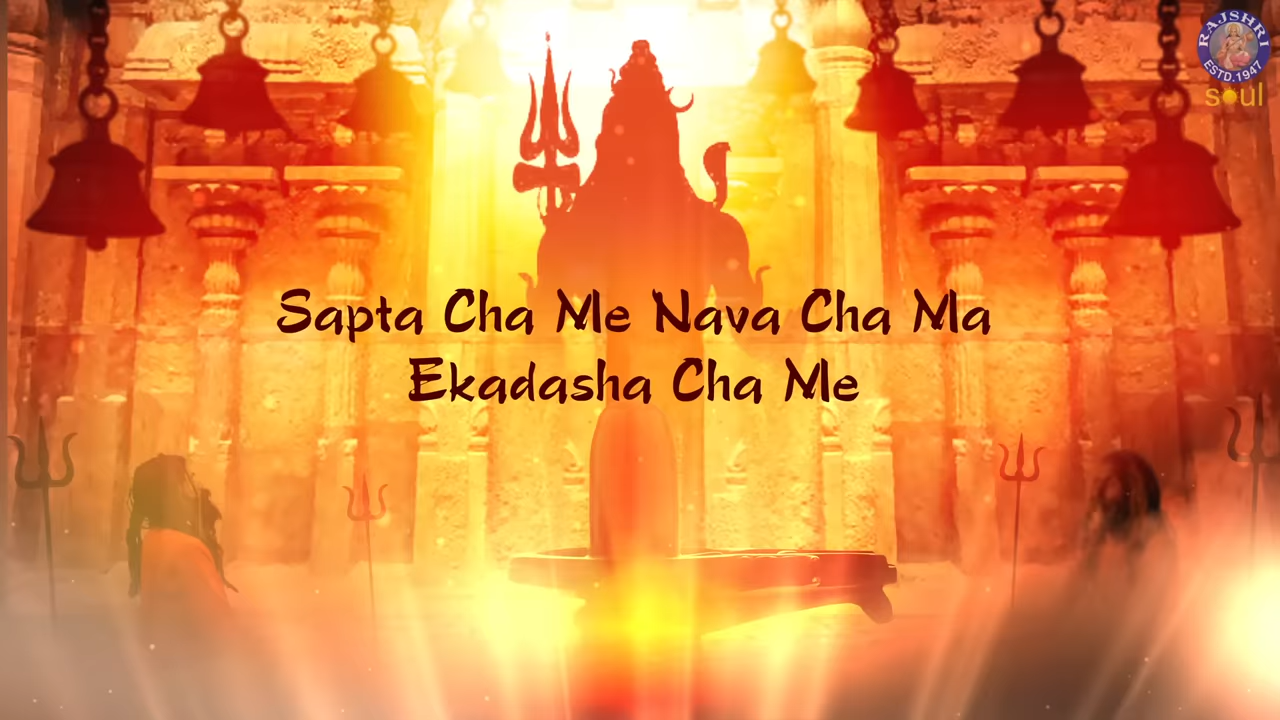 RAJSHRI
ESTD.1947
soul
Sapta Cha Me Nava Cha Ma
Ekadasha Cha Me